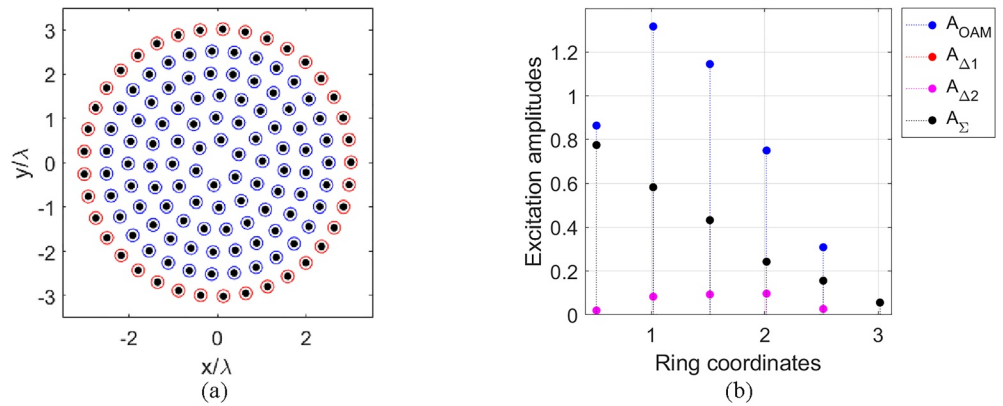 3
2
1
0
-1
-2
-3
y/λ
-2
0
2
x/λ
(a)
1.2
1
0.8
0.6
0.4
0.2
0
Excitation amplitudes
1
2
3
Ring coordinates
(b)
A_OAM
A_Δ1
A_Δ2
A_Σ